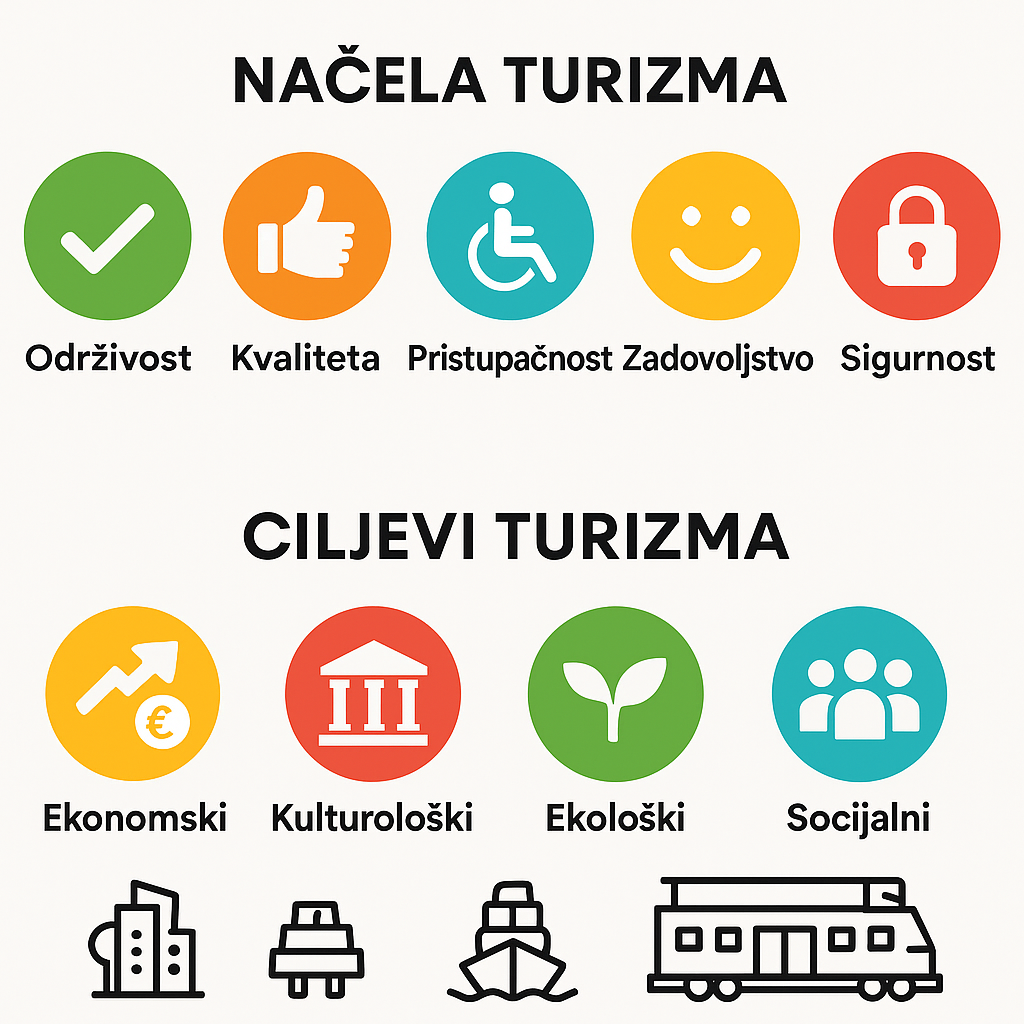 NAČELA TURIZMA
Održivost Kvaliteta Pristupačnost Zadovoljstvo Sigurnost
CILJEVI TURIZMA
€
Ekonomski Kulturološki Ekološki Socijalni